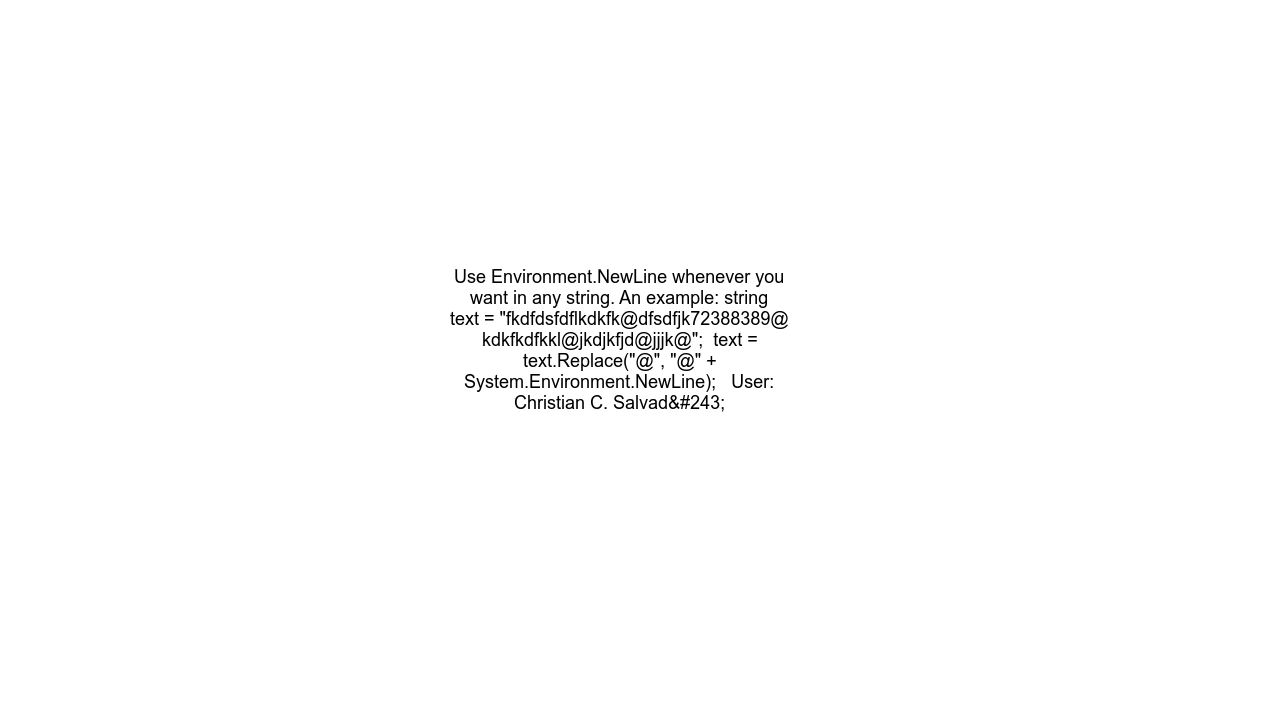 Use Environment.NewLine whenever you
want in any string. An example: string
text = "fkdfdsfdflkdkfk@dfsdfjk72388389@
kdkfkdfkkl@jkdjkfjd@jjjk@";  text =
text.Replace("@", "@" +
System.Environment.NewLine);   User:
Christian C. Salvad&#243;